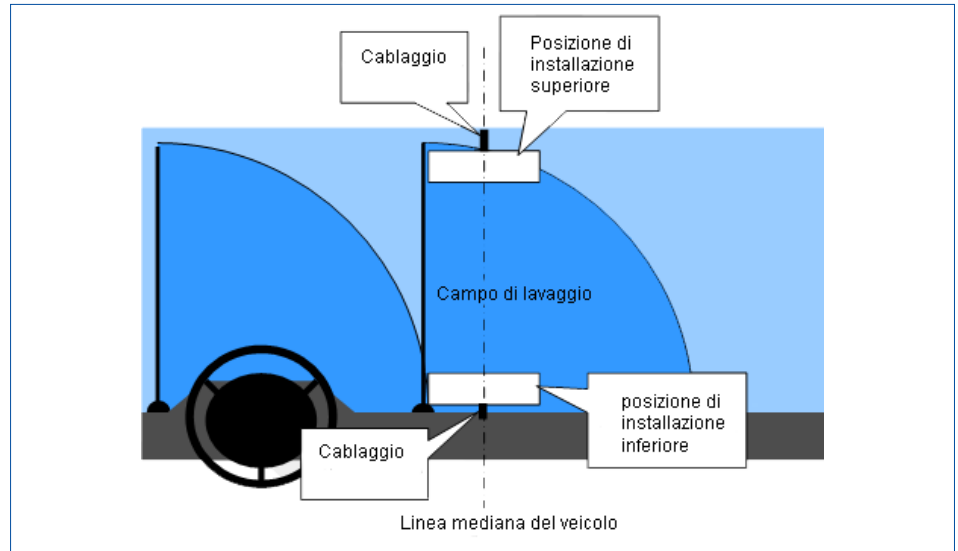 Cablaggio
Posizione di
installazione
superiore
Campo di lavaggio
posizione di
installazione
inferiore
Cablaggio
Linea mediana del veicolo